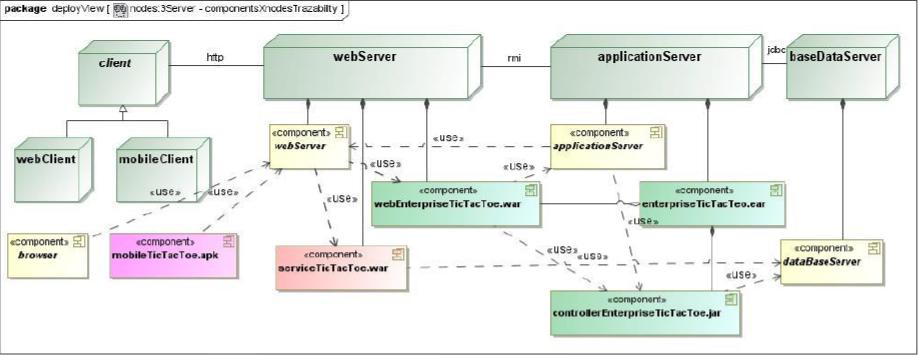 package deployView [ nodes:3Server - componentsXnodesTrazabilty ]
client
http
webServer
rmi
applicationServer
jdbc
baseDataServer
webClient
mobileClient
«component»
webServer
«use»
«component»
applicationServer
«use»
«use»
«use»
«use»
«component»
webEnterpriseTicTacToe.war
«component»
enterpriseTicTacTeo.ear
«use»
«use»
«component»
browser
«component»
mobileTicTacToe.apk
«component»
serviceTicTacToe.war
«use»
«use»
«use»
«component»
dataBaseServer
«component»
controllerEnterpriseTicTacToe.jar